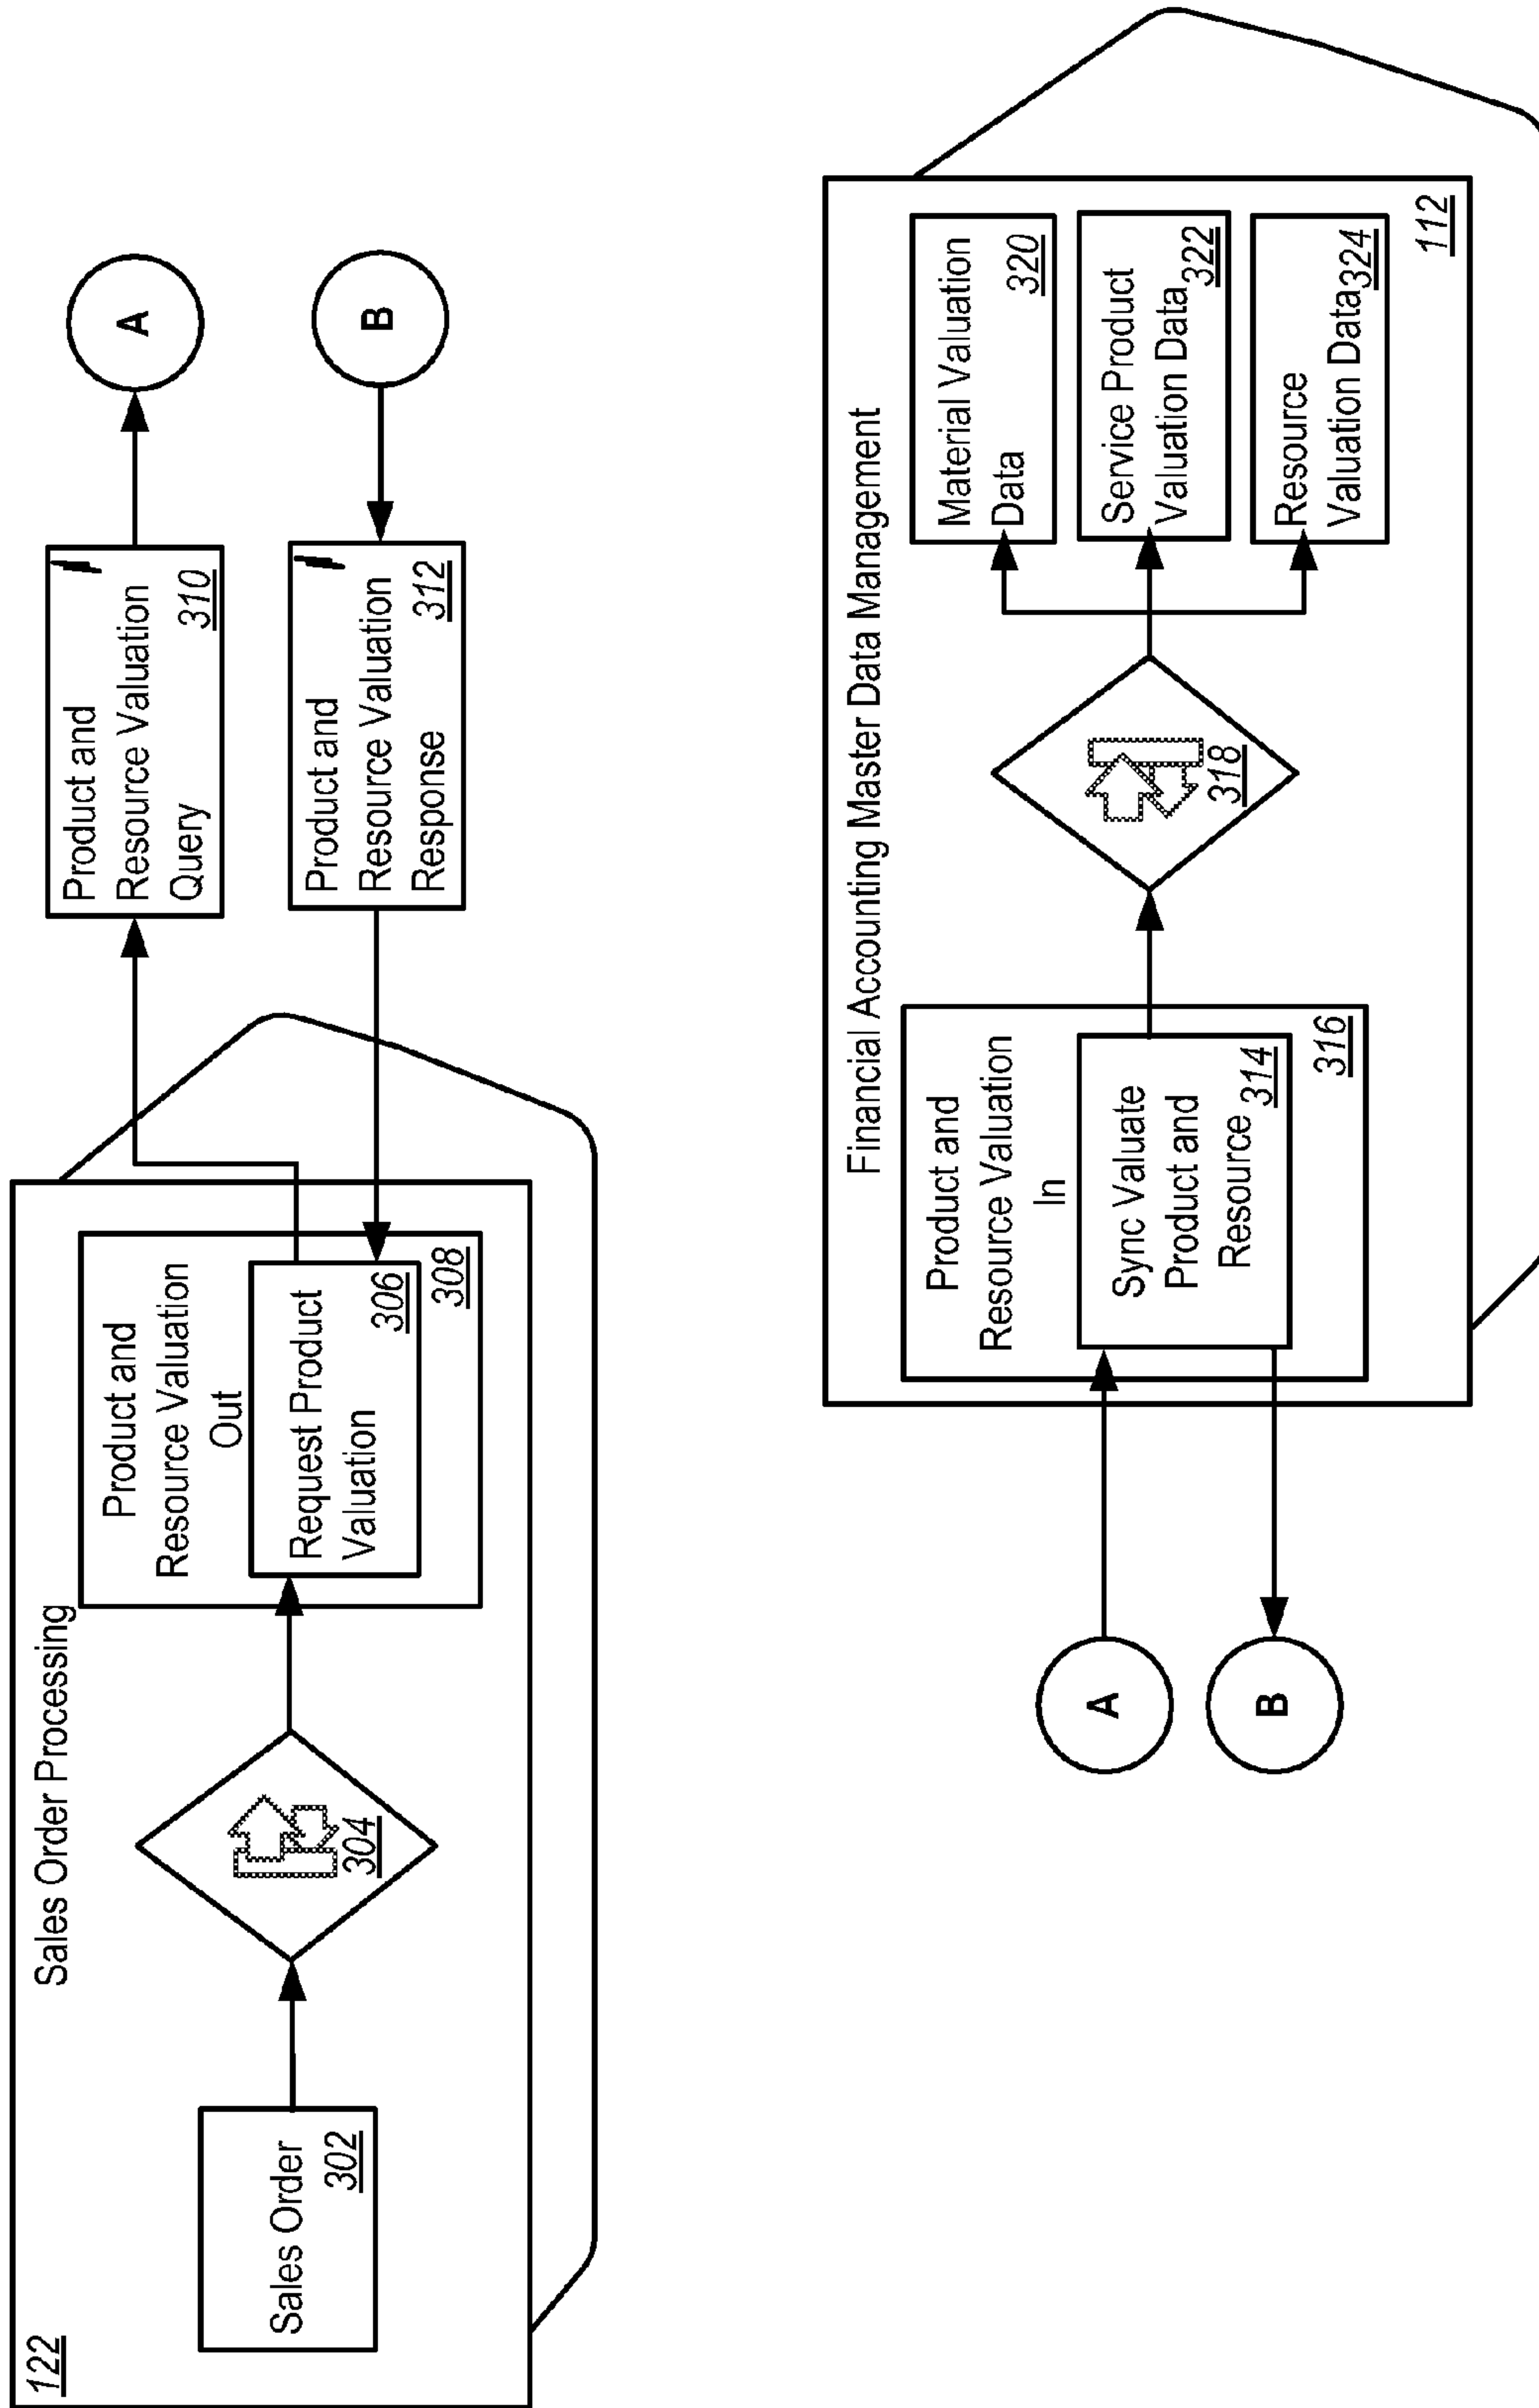 122
Sales Order Processing
Sales Order
302
304
Product and
Resource Valuation
Out
Request Product
Valuation
306
308
Product and
Resource Valuation
Query
310
A
Product and
Resource Valuation
Response
312
B
Financial Accounting Master Data Management
A
B
Product and
Resource Valuation
In
Sync Valuate
Product and
Resource 314
316
318
Material Valuation
Data 320
Service Product
Valuation Data 322
Resource
Valuation Data 324
112